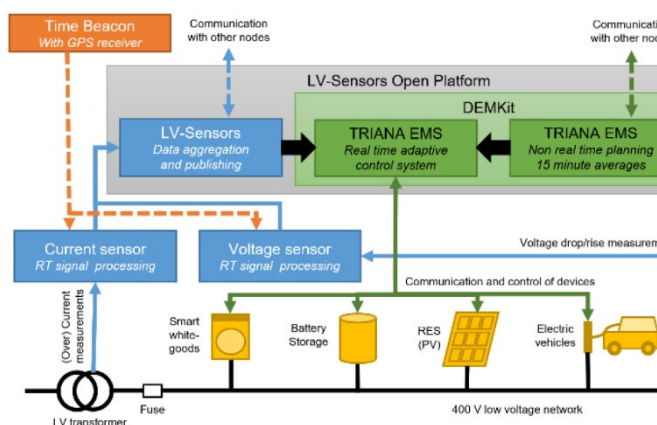 Time Beacon
With GPS receiver
Communication
with other nodes
Communication
with other
LV-Sensors Open Platform
DEMKit
LV-Sensors
Data aggregation
and publishing
TRIANA EMS
Real time adaptive
control system
TRIANA EMS
Non real time planning
15 minute averages
Current sensor
RT signal processing
Voltage sensor
RT signal processing
Voltage drop/rise
(Over) Current
measurements
Communication and control of devices
Smart
white-
goods
Battery
Storage
RES
(PV)
Electric
vehicles
LV transformer
Fuse
400 V low voltage network